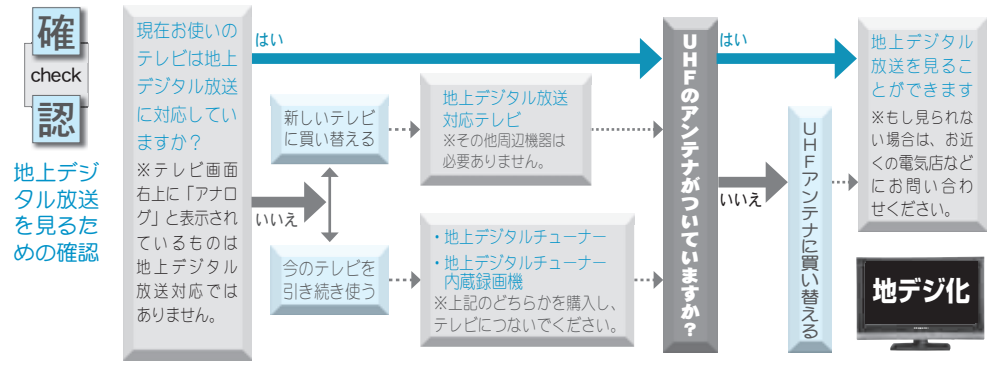 確
check
認
地上デジ
タル放送
を見るた
めの確認
現在お使いの
テレビは地上
デジタル放送
に対応してい
ますか？
※テレビ画面
右上に「アナロ
グ」と表示され
ているものは
地上デジタル
放送対応では
ありません。
はい
いいえ
新しいテレビ
に買い替える
地上デジタル放送
対応テレビ
※その他周辺機器は
必要ありません。
今のテレビを
引き続き使う
・地上デジタルチューナー
・地上デジタルチューナー
内蔵録画機
※上記のどちらかを購入し、
テレビにつないでください。
UHFのアンテナがついていますか？
はい
いいえ
UHFアンテナに買い替える
地上デジタル
放送を見るこ
とができます
※もし見られな
い場合は、お近
くの電気店など
にお問い合わ
せください。
地デジ化